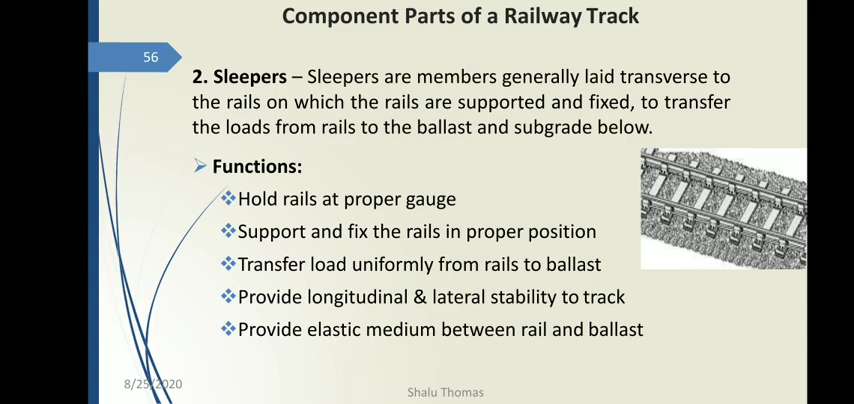 Component Parts of a Railway Track
56
2. Sleepers – Sleepers are members generally laid transverse to
the rails on which the rails are supported and fixed, to transfer
the loads from rails to the ballast and subgrade below.
Functions:
Hold rails at proper gauge
Support and fix the rails in proper position
Transfer load uniformly from rails to ballast
Provide longitudinal & lateral stability to track
Provide elastic medium between rail and ballast
8/25/2020
Shalu Thomas